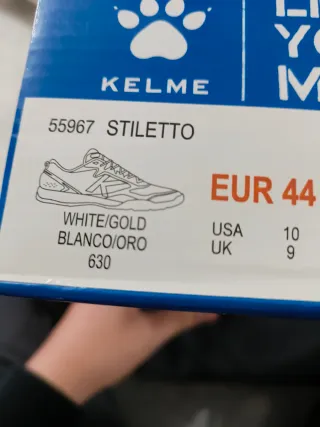 KELME
55967 STILETTO
EUR 44
WHITE/GOLD
BLANCO/ORO
630
USA 10
UK 9